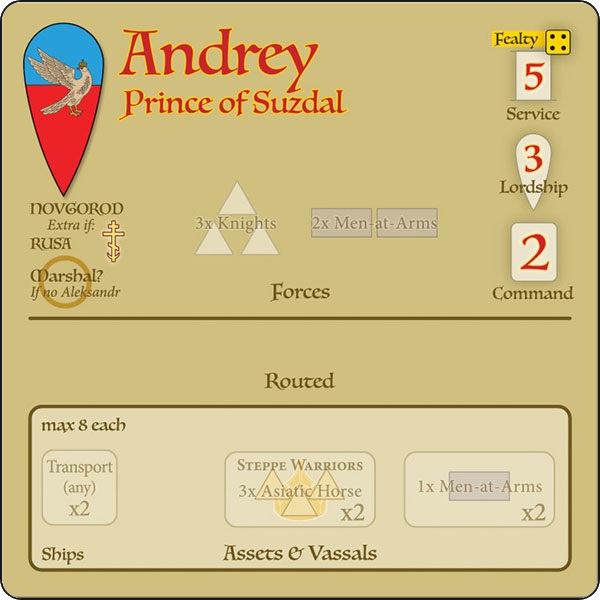 Andrey
Prince of Suzdal
Fealty
5
Service
3
Lordship
2
Command
NOVGOROD
Extra if:
RUSA
Marshal?
If no Aleksandr
3x Knights
2x Men-at-Arms
Forces
Routed
max 8 each
Transport
(any)
x2
STEPPE WARRIORS
3x Asiatic Horse
x2
1x Men-at-Arms
x2
Ships
Assets & Vassals